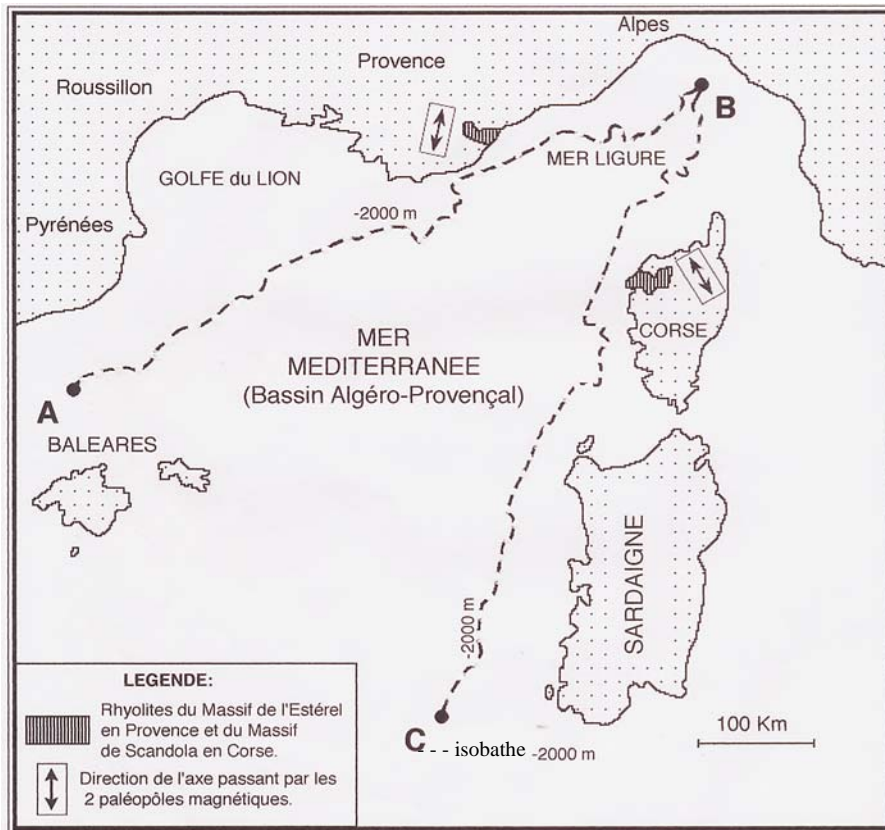 Alpes
Provence
Roussillon
B
MER LIGURE
GOLFE du LION
-2000 m
Pyrénées
CORSE
MER
MEDITERRANEE
(Bassin Algéro-Provençal)
A
BALEARES
SARDAIGNE
-2000 m
LEGENDE:
Rhyolites du Massif de l'Estérel
en Provence et du Massif
de Scandola en Corse.
Direction de l'axe passant par les
2 paléopôles magnétiques.
C
- - - isobathe -2000 m
100 Km